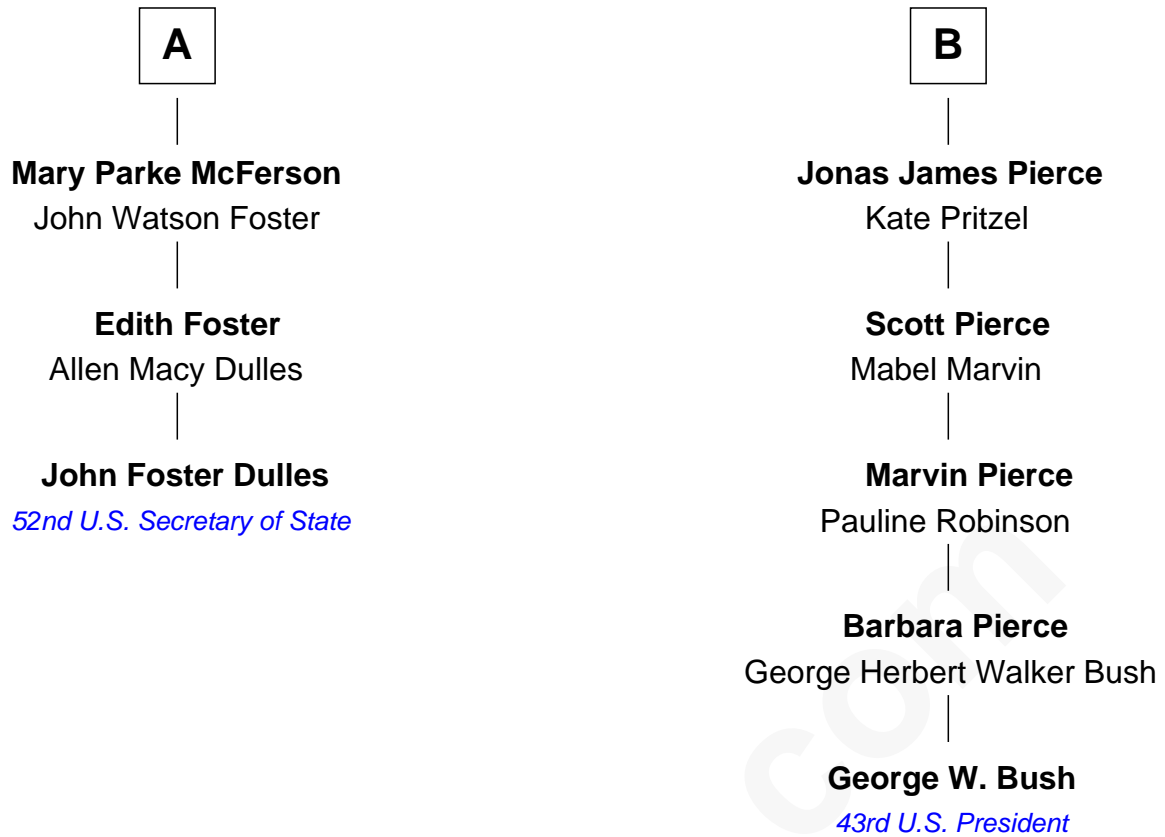 A
Mary Parke McFerson
John Watson Foster
Edith Foster
Allen Macy Dulles
John Foster Dulles
52nd U.S. Secretary of State
B
Jonas James Pierce
Kate Pritzel
Scott Pierce
Mabel Marvin
Marvin Pierce
Pauline Robinson
Barbara Pierce
George Herbert Walker Bush
George W. Bush
43rd U.S. President
com